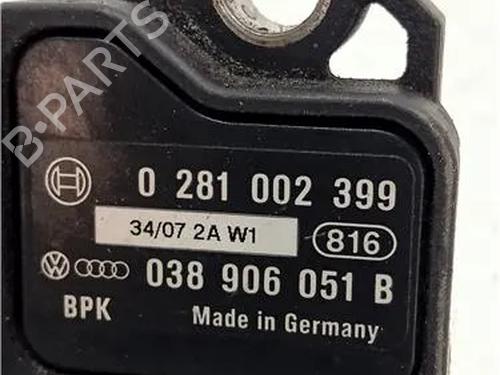 B-PARTS
0 281 002 399
34/07 2A W1
816
038 906 051 B
BPK Made in Germany